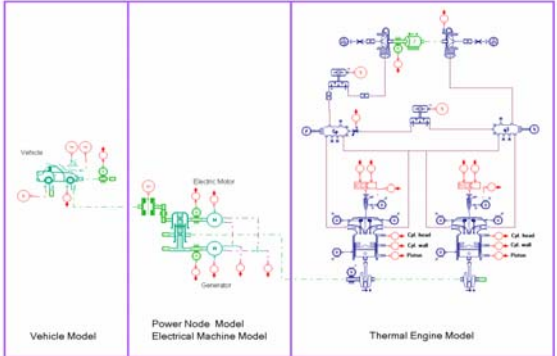 Vehicle
Electric Motor
Generator
Cyl. head
Cyl. wall
Piston
Cyl. head
Cyl. wall
Piston
Vehicle Model
Power Node Model
Electrical Machine Model
Thermal Engine Model